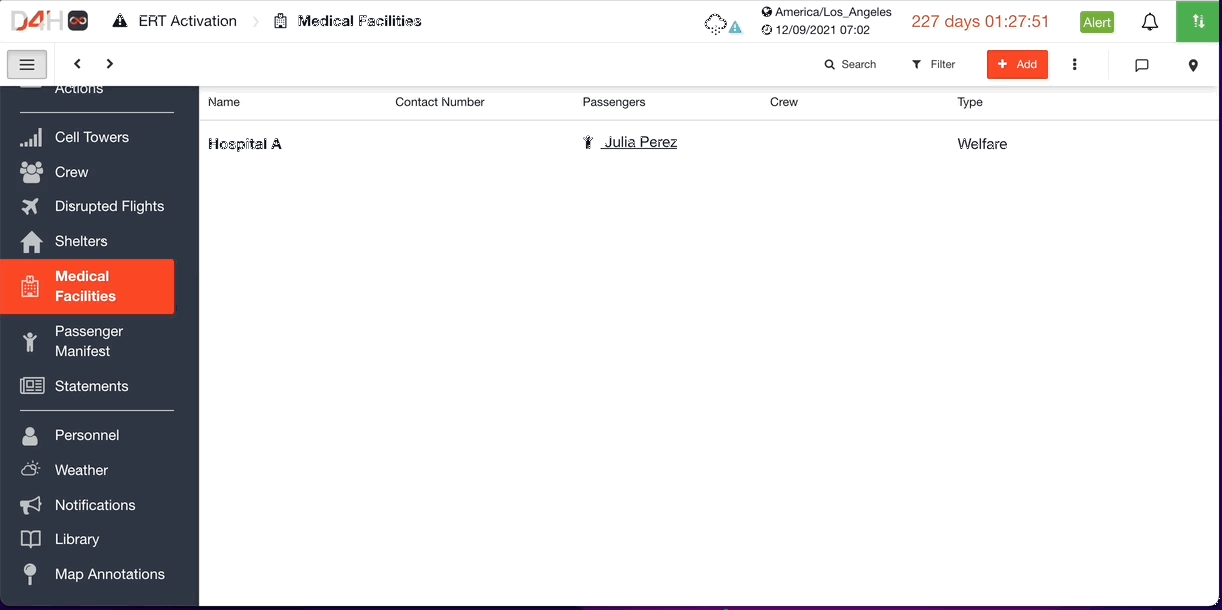 D4H
ERT Activation
Medical Facilities
America/Los_Angeles
12/09/2021 07:02
227 days 01:27:51
Alert
Search
Filter
Add
Actions
Cell Towers
Crew
Disrupted Flights
Shelters
Medical
Facilities
Passenger
Manifest
Statements
Personnel
Weather
Notifications
Library
Map Annotations
Name Contact Number Passengers Crew Type
Hospital A Julia Perez Welfare